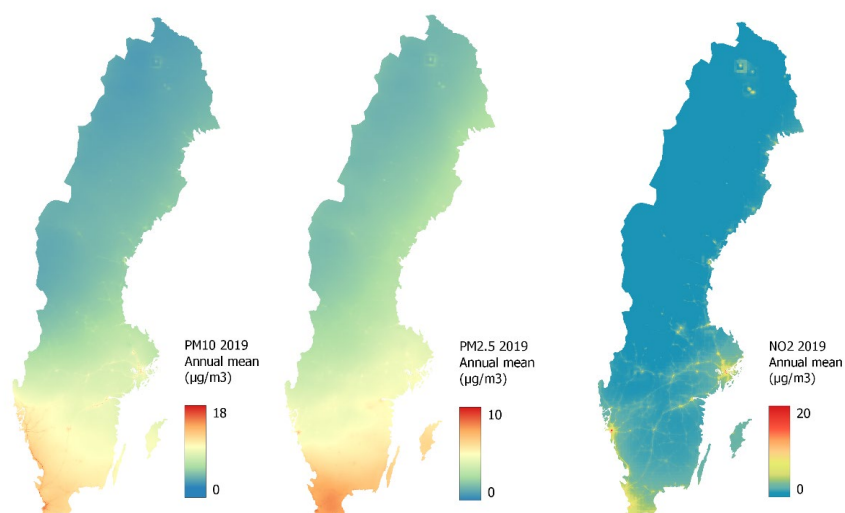 PM10 2019
Annual mean
(µg/m3)
18
0
PM2.5 2019
Annual mean
(µg/m3)
10
0
NO2 2019
Annual mean
(µg/m3)
20
0